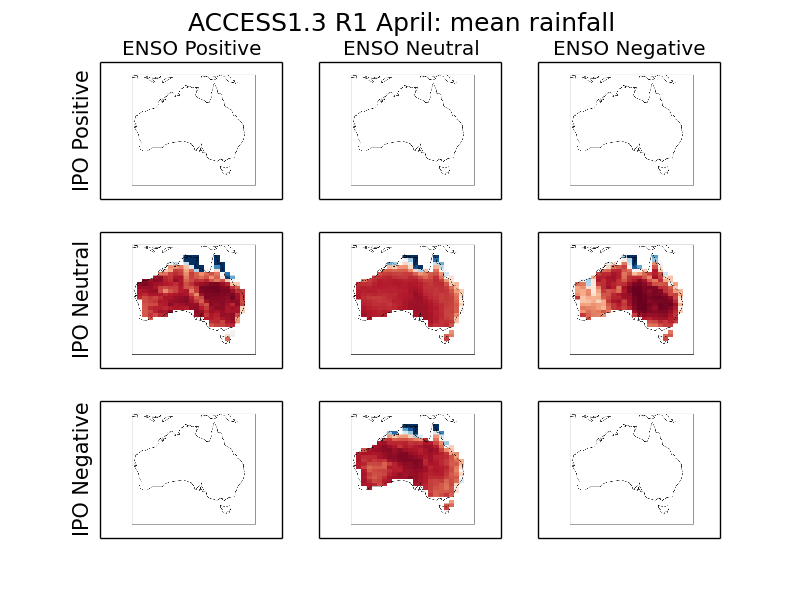 ACCESS1.3 R1 April: mean rainfall
ENSO Positive
ENSO Neutral
ENSO Negative
IPO Positive
IPO Neutral
IPO Negative